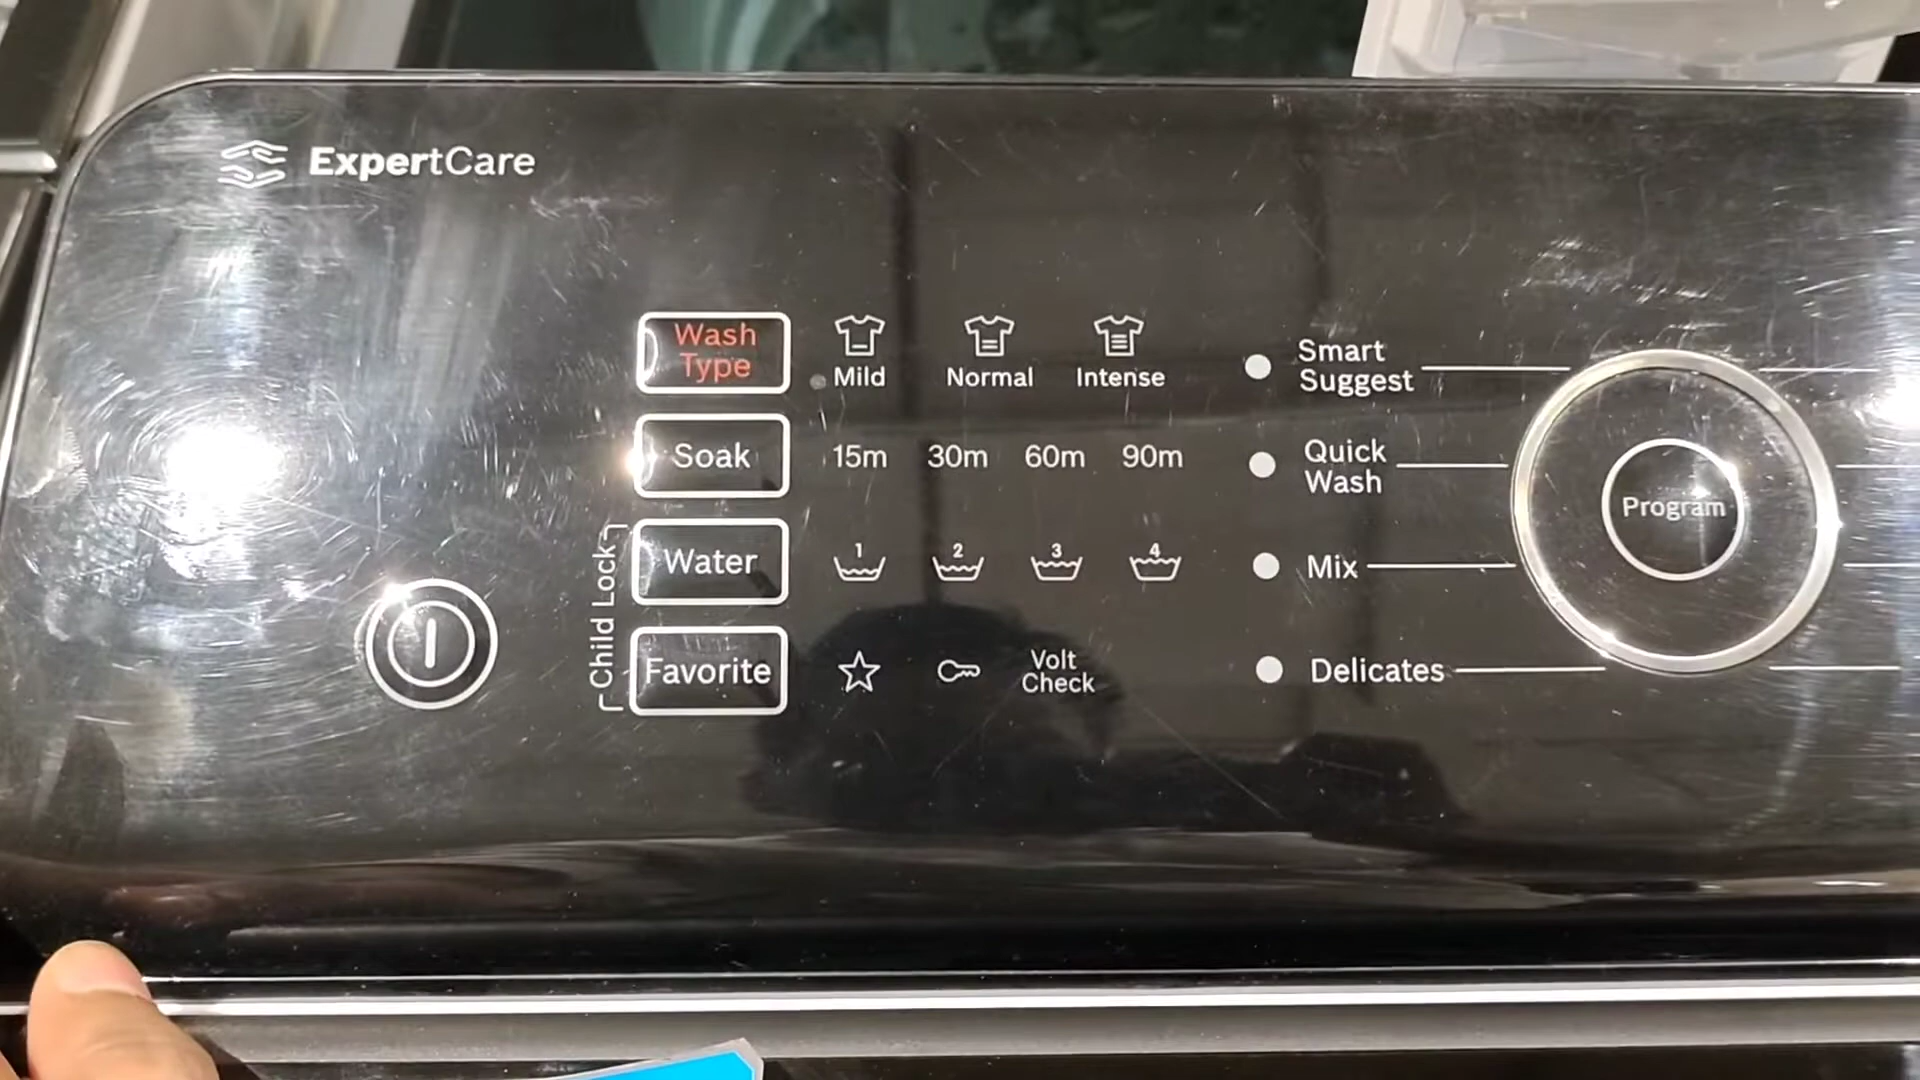 ExpertCare
Wash
Type
Mild
Normal
Intense
Soak
15m
30m
60m
90m
Child Lock
Water
1
2
3
4
Favorite
Volt
Check
Smart
Suggest
Quick
Wash
Mix
Delicates
Program